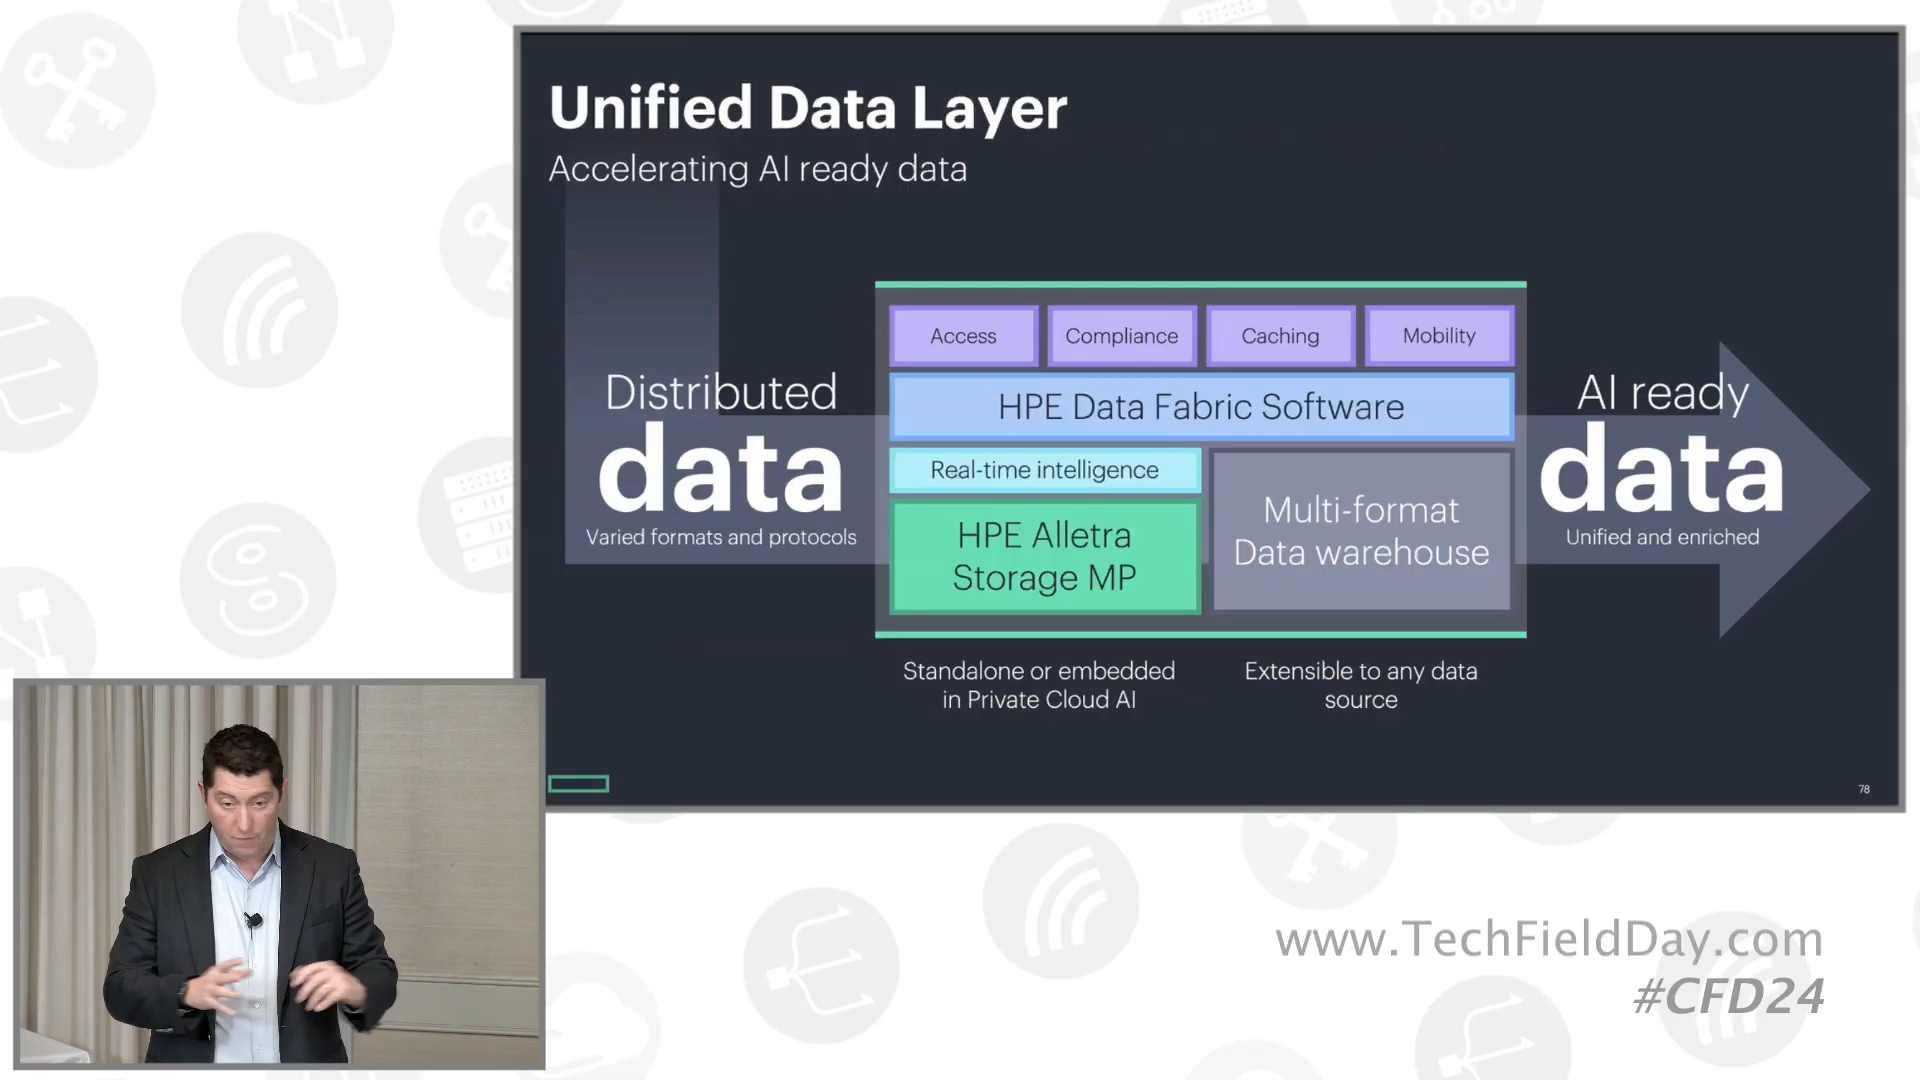 Unified Data Layer
Accelerating AI ready data
Distributed
data
Varied formats and protocols
Access
Compliance
Caching
Mobility
HPE Data Fabric Software
Real-time intelligence
HPE Alletra
Storage MP
Multi-format
Data warehouse
AI ready
data
Unified and enriched
Standalone or embedded
in Private Cloud AI
Extensible to any data
source
78
www.TechFieldDay.com
#CFD24